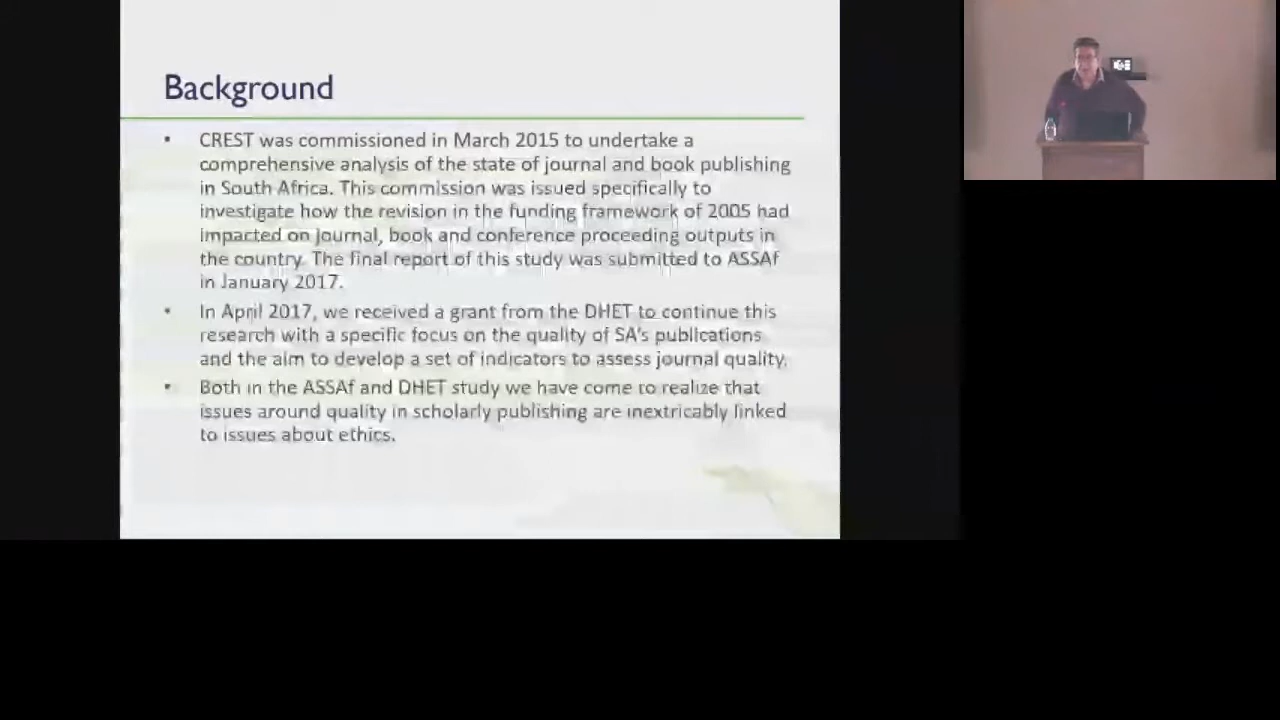 Background
• CREST was commissioned in March 2015 to undertake a
comprehensive analysis of the state of journal and book publishing
in South Africa. This commission was issued specifically to
investigate how the revision in the funding framework of 2005 had
impacted on journal, book and conference proceeding outputs in
the country. The final report of this study was submitted to ASSAf
in January 2017.
• In April 2017, we received a grant from the DHET to continue this
research with a specific focus on the quality of SA's publications
and the aim to develop a set of indicators to assess journal quality.
• Both in the ASSAf and DHET study we have come to realize that
issues around quality in scholarly publishing are inextricably linked
to issues about ethics.